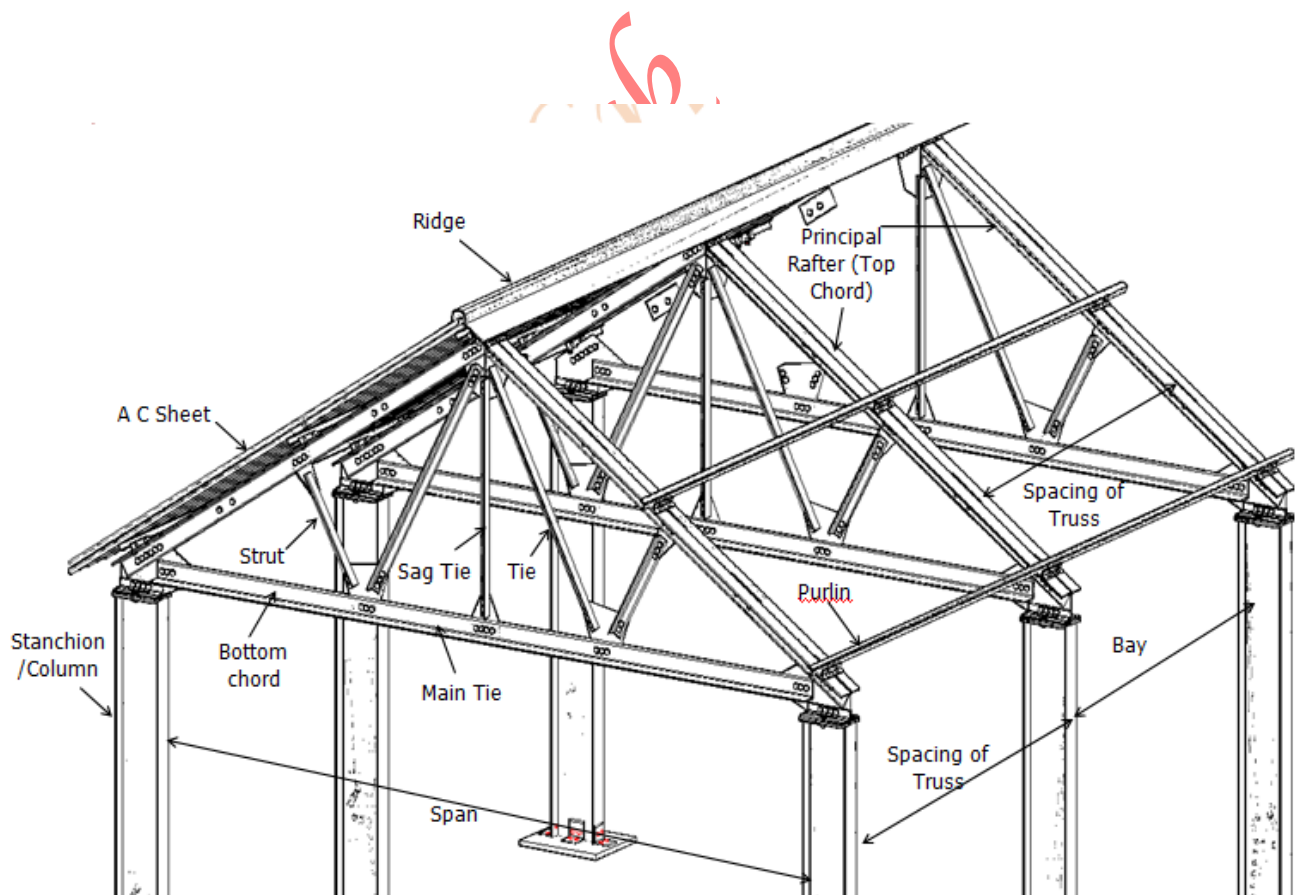 Ridge
Principal
Rafter (Top
Chord)
A C Sheet
Spacing of
Truss
Strut
Sag Tie
Tie
Purlin
Stanchion
/Column
Bottom
chord
Main Tie
Bay
Spacing of
Truss
Span